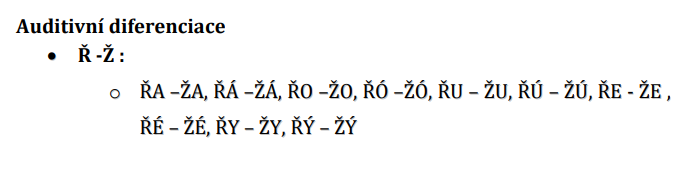 Auditivní diferenciace
• Ř -Ž :
o ŘA –ŽA, ŘÁ –ŽÁ, ŘO –ŽO, ŘÓ –ŽÓ, ŘU – ŽU, ŘÚ – ŽÚ, ŘE - ŽE ,
ŘÉ – ŽÉ, ŘY – ŽY, ŘÝ – ŽÝ